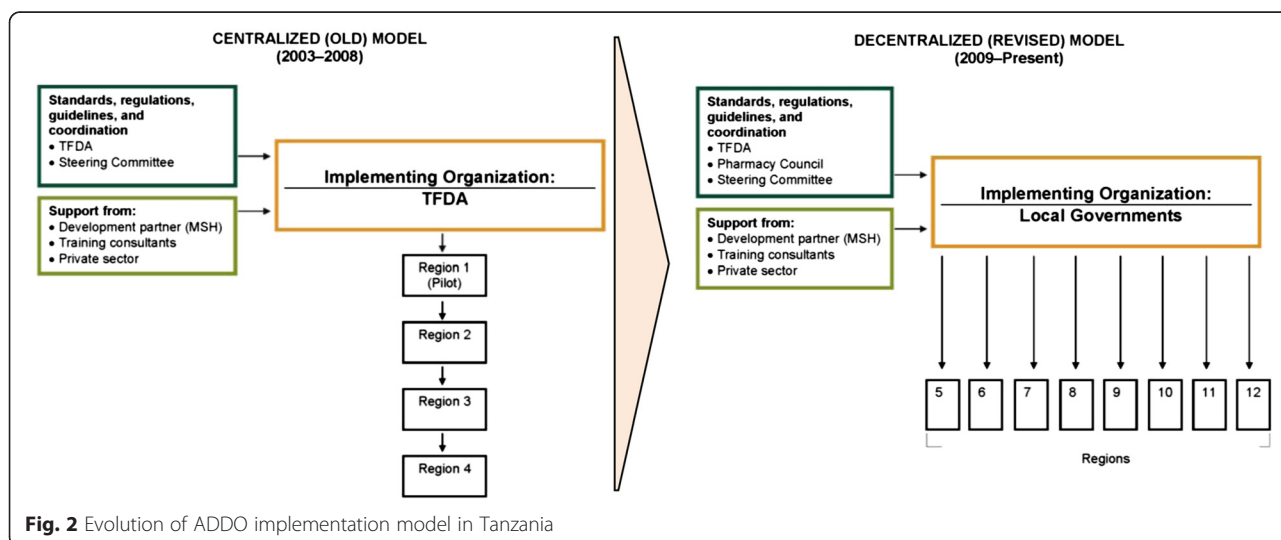 CENTRALIZED (OLD) MODEL
(2003–2008)
Standards, regulations,
guidelines, and
coordination
• TFDA
• Steering Committee
Support from:
• Development partner (MSH)
• Training consultants
• Private sector
Implementing Organization:
TFDA
Region 1
(Pilot)
Region 2
Region 3
Region 4
DECENTRALIZED (REVISED) MODEL
(2009–Present)
Standards, regulations,
guidelines, and
coordination
• TFDA
• Pharmacy Council
• Steering Committee
Support from:
• Development partner (MSH)
• Training consultants
• Private sector
Implementing Organization:
Local Governments
5 6 7 8 9 10 11 12
Regions
Fig. 2 Evolution of ADDO implementation model in Tanzania